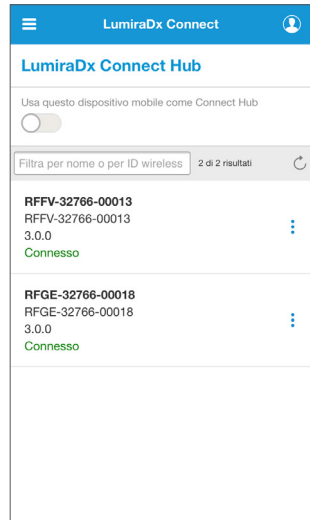 LumiraDx Connect
LumiraDx Connect Hub
Usa questo dispositivo mobile come Connect Hub
Filtra per nome o per ID wireless
2 di 2 risultati
RFFV-32766-00013
RFFV-32766-00013
3.0.0
Connesso
RFGE-32766-00018
RFGE-32766-00018
3.0.0
Connesso